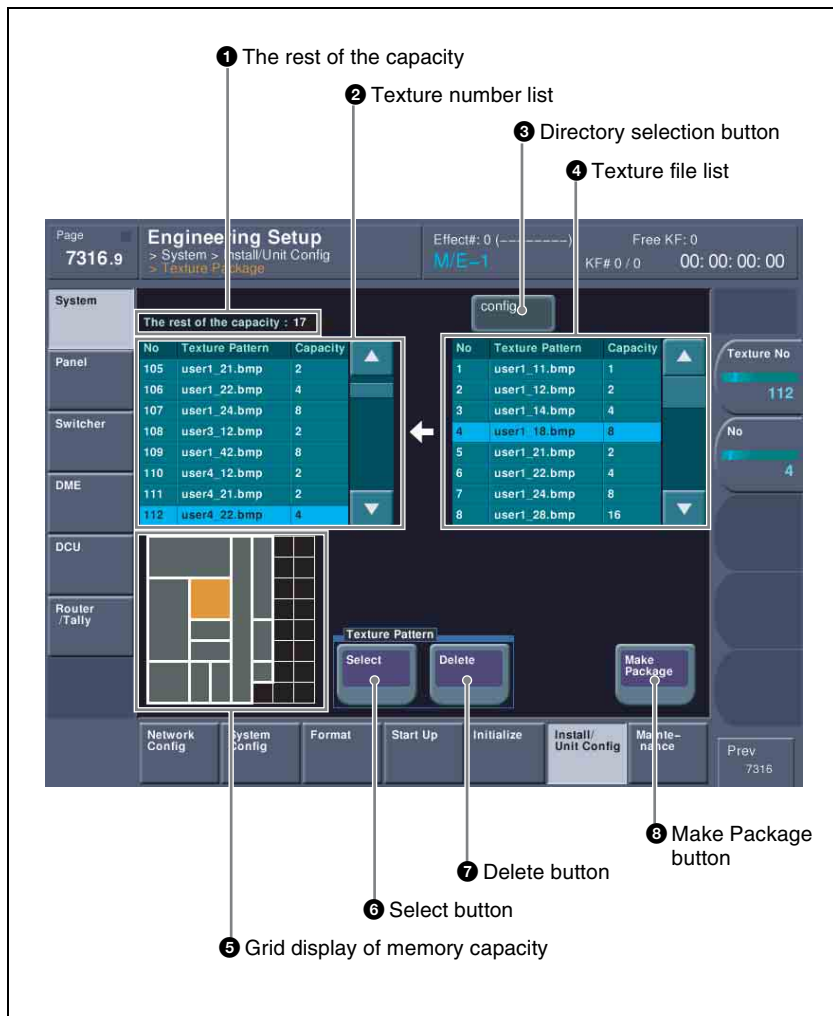 ❶ The rest of the capacity
❷ Texture number list
❸ Directory selection button
❹ Texture file list
Page
7316.9
Engineering Setup
> System > Install/Unit Config
> Texture Package
Effect#: 0 (---------)
Free KF: 0
M/E-1
KF# 0 / 0
00: 00: 00: 00
System
Panel
Switcher
DME
DCU
Router
/Tally
The rest of the capacity : 17
config
No Texture Pattern Capacity
105 user1_21.bmp 2
106 user1_22.bmp 4
107 user1_24.bmp 8
108 user3_12.bmp 2
109 user1_42.bmp 8
110 user4_12.bmp 2
111 user4_21.bmp 2
112 user4_22.bmp 4
No Texture Pattern Capacity
1 user1_11.bmp 1
2 user1_12.bmp 2
3 user1_14.bmp 4
4 user1_18.bmp 8
5 user1_21.bmp 2
6 user1_22.bmp 4
7 user1_24.bmp 8
8 user1_28.bmp 16
Texture No
112
No
4
Texture Pattern
Select
Delete
Make
Package
Network
Config
System
Config
Format
Start Up
Initialize
Install/
Unit Config
Mainte-
nance
Prev
7316
❽ Make Package
button
❼ Delete button
❻ Select button
❺ Grid display of memory capacity